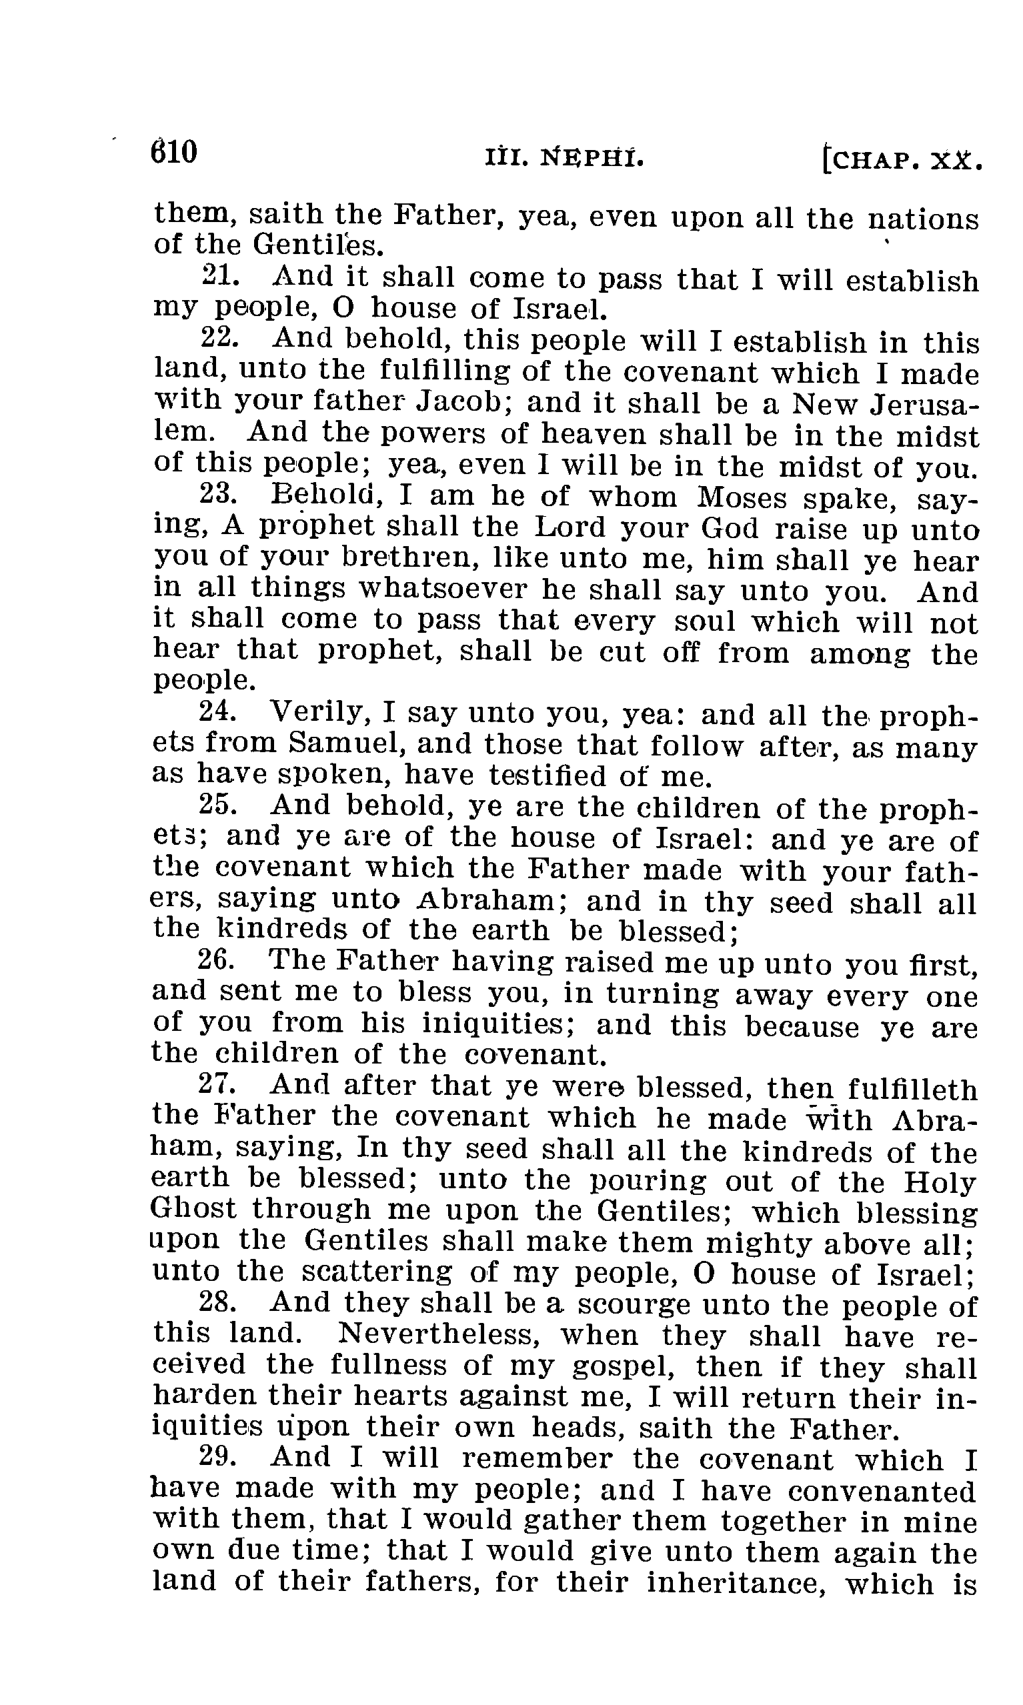 610 III. NEPHI. [CHAP. XX.
them, saith the Father, yea, even upon all the nations
of the Gentiles.
21. And it shall come to pass that I will establish
my people, O house of Israel.
22. And behold, this people will I establish in this
land, unto the fulfilling of the covenant which I made
with your father Jacob; and it shall be a New Jerusa-
lem. And the powers of heaven shall be in the midst
of this people; yea, even I will be in the midst of you.
23. Behold, I am he of whom Moses spake, say-
ing, A prophet shall the Lord your God raise up unto
you of your brethren, like unto me, him shall ye hear
in all things whatsoever he shall say unto you. And
it shall come to pass that every soul which will not
hear that prophet, shall be cut off from among the
people.
24. Verily, I say unto you, yea: and all the proph-
ets from Samuel, and those that follow after, as many
as have spoken, have testified of me.
25. And behold, ye are the children of the proph-
ets; and ye are of the house of Israel: and ye are of
the covenant which the Father made with your fath-
ers, saying unto Abraham; and in thy seed shall all
the kindreds of the earth be blessed;
26. The Father having raised me up unto you first,
and sent me to bless you, in turning away every one
of you from his iniquities; and this because ye are
the children of the covenant.
27. And after that ye were blessed, then fulfilleth
the Father the covenant which he made with Abra-
ham, saying, In thy seed shall all the kindreds of the
earth be blessed; unto the pouring out of the Holy
Ghost through me upon the Gentiles; which blessing
upon the Gentiles shall make them mighty above all;
unto the scattering of my people, O house of Israel;
28. And they shall be a scourge unto the people of
this land. Nevertheless, when they shall have re-
ceived the fullness of my gospel, then if they shall
harden their hearts against me, I will return their in-
iquities upon their own heads, saith the Father.
29. And I will remember the covenant which I
have made with my people; and I have convenanted
with them, that I would gather them together in mine
own due time; that I would give unto them again the
land of their fathers, for their inheritance, which is